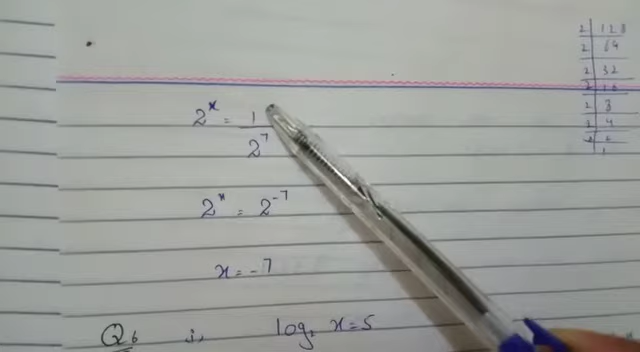 2 | 128
2 | 64
2 | 32
2 | 16
2 | 8
2 | 4
2 | 2
1
2^x = 1/2^7
2^x = 2^-7
x = -7
Q6 i, log₂ x = 5